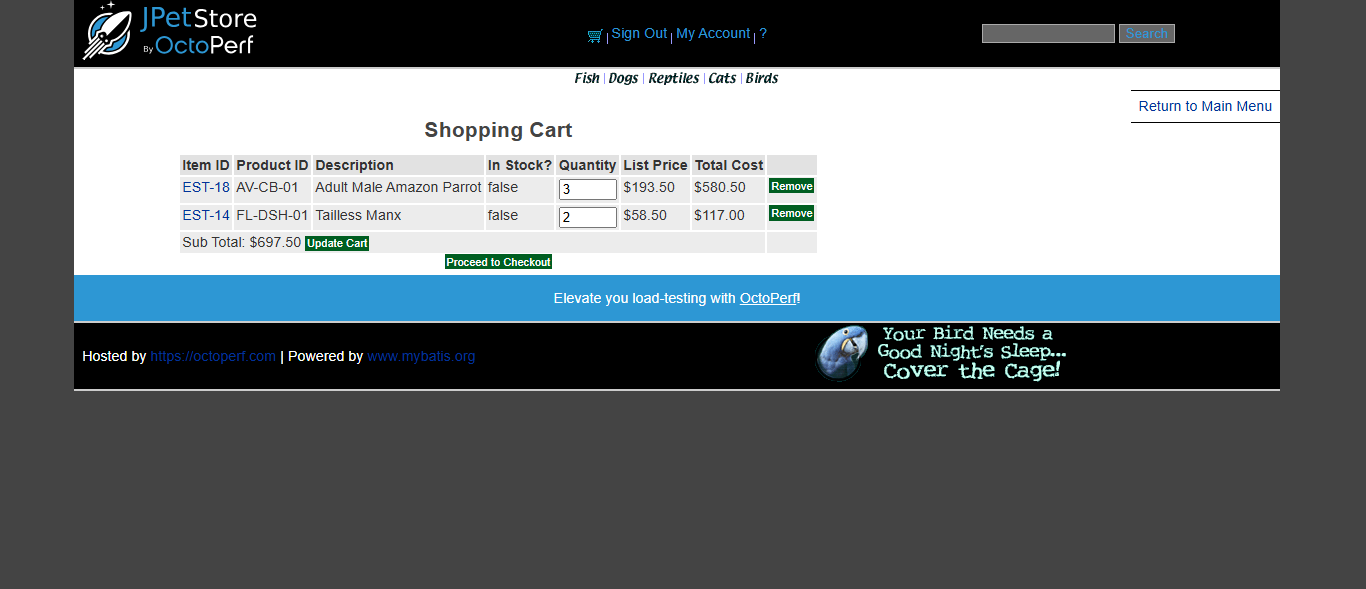 JPetStore
By OctoPerf
Sign Out | My Account | ?
Search
Fish | Dogs | Reptiles | Cats | Birds
Return to Main Menu
Shopping Cart
Item ID Product ID Description In Stock? Quantity List Price Total Cost
EST-18 AV-CB-01 Adult Male Amazon Parrot false 3 $193.50 $580.50 Remove
EST-14 FL-DSH-01 Tailless Manx false 2 $58.50 $117.00 Remove
Sub Total: $697.50 Update Cart
Proceed to Checkout
Elevate you load-testing with OctoPerf!
Hosted by https://octoperf.com | Powered by www.mybatis.org
Your Bird Needs a
Good Night's Sleep...
Cover the Cage!